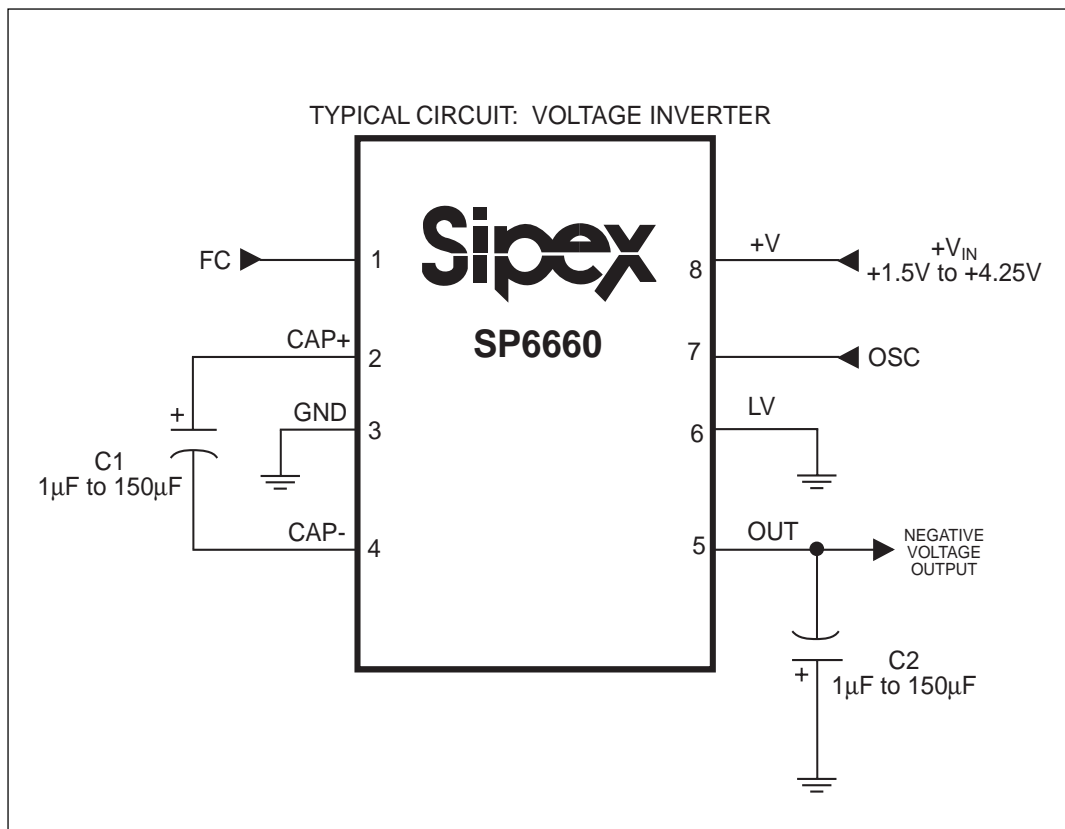 TYPICAL CIRCUIT: VOLTAGE INVERTER
Sipex
SP6660
FC
1
CAP+
2
GND
3
CAP-
4
+
C1
1µF to 150µF
8
+V
+VIN
+1.5V to +4.25V
7
OSC
6
LV
5
OUT
NEGATIVE
VOLTAGE
OUTPUT
+
C2
1µF to 150µF